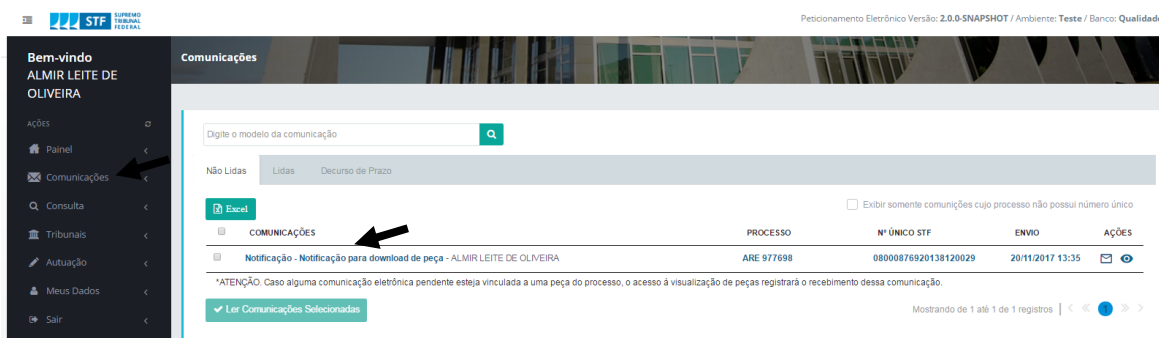 STF SUPREMO TRIBUNAL FEDERAL
Peticionamento Eletrônico Versão: 2.0.0-SNAPSHOT / Ambiente: Teste / Banco: Qualidade
Bem-vindo
ALMIR LEITE DE
OLIVEIRA
Comunicações
AÇÕES
Painel
Comunicações
Consulta
Tribunais
Autuação
Meus Dados
Sair
Digite o modelo da comunicação
Não Lidas Lidas Decurso de Prazo
Excel Exibir somente comunições cujo processo não possui número único
COMUNICAÇÕES PROCESSO Nº ÚNICO STF ENVIO AÇÕES
Notificação - Notificação para download de peça - ALMIR LEITE DE OLIVEIRA ARE 977698 08000876920138120029 20/11/2017 13:35
*ATENÇÃO. Caso alguma comunicação eletrônica pendente esteja vinculada a uma peça do processo, o acesso à visualização de peças registrará o recebimento dessa comunicação.
Ler Comunicações Selecionadas Mostrando de 1 até 1 de 1 registros | < « 1 » >